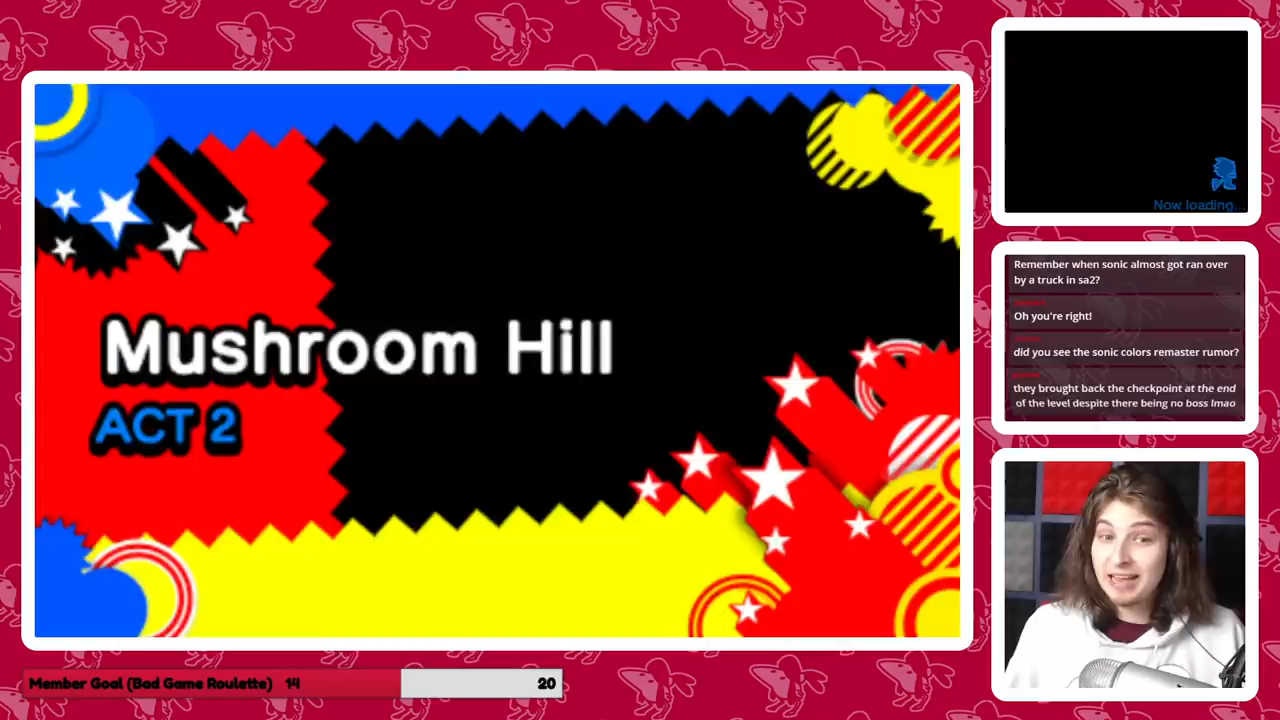 Mushroom Hill
ACT 2
Now loading...
Remember when sonic almost got ran over
by a truck in sa2?
Oh you're right!
did you see the sonic colors remaster rumor?
they brought back the checkpoint at the end
of the level despite there being no boss lmao
Member Goal (Bad Game Roulette) 14
20